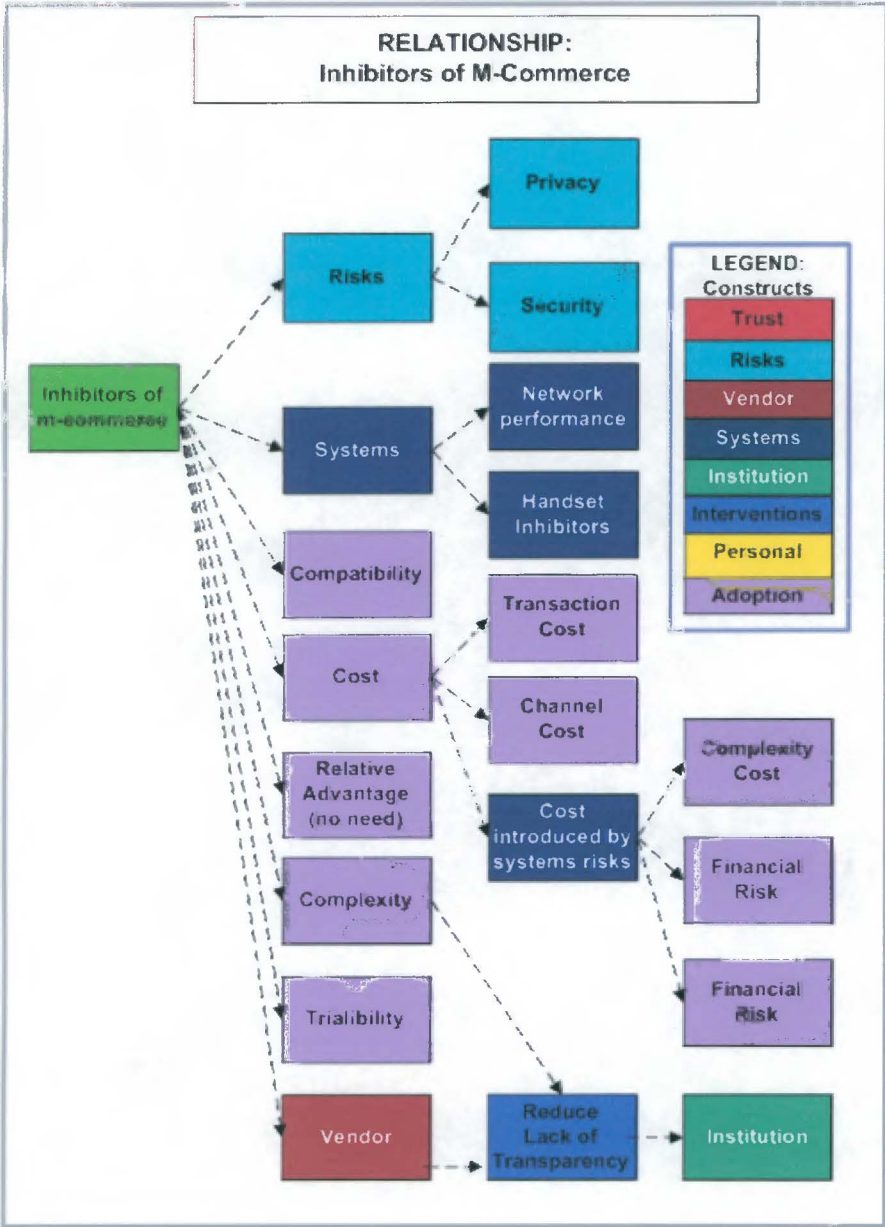 RELATIONSHIP:
Inhibitors of M-Commerce
Privacy
Risks
Security
LEGEND:
Constructs
Trust
Risks
Vendor
Systems
Institution
Interventions
Personal
Adoption
Inhibitors of
m-commerce
Network
performance
Systems
Handset
Inhibitors
Compatibility
Transaction
Cost
Cost
Channel
Cost
Complexity
Cost
Relative
Advantage
(no need)
Cost
introduced by
systems risks
Financial
Risk
Complexity
Financial
Risk
Trialibility
Vendor
Reduce
Lack of
Transparency
Institution